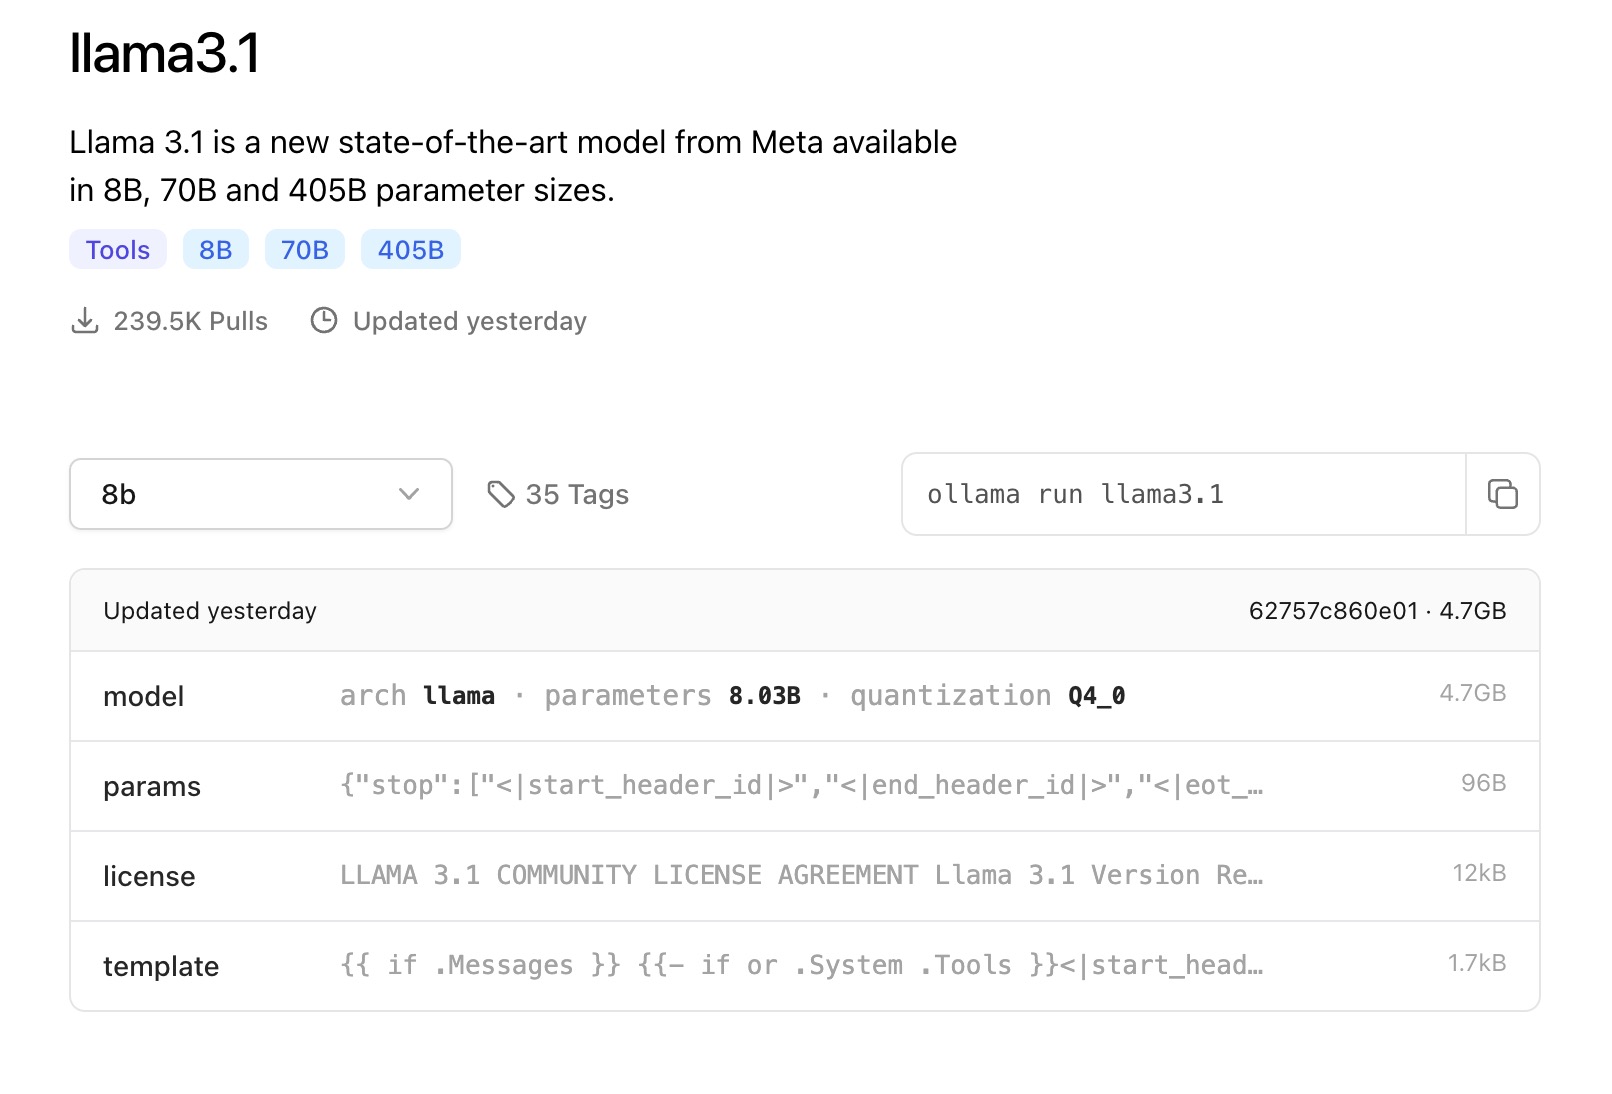 llama3.1
Llama 3.1 is a new state-of-the-art model from Meta available
in 8B, 70B and 405B parameter sizes.
Tools 8B 70B 405B
239.5K Pulls Updated yesterday
8b 35 Tags ollama run llama3.1
Updated yesterday 62757c860e01 · 4.7GB
model arch llama · parameters 8.03B · quantization Q4_0 4.7GB
params {"stop":["<|start_header_id|>","<|end_header_id|>","<|eot_… 96B
license LLAMA 3.1 COMMUNITY LICENSE AGREEMENT Llama 3.1 Version Re… 12kB
template {{ if .Messages }} {{- if or .System .Tools }}<|start_head… 1.7kB